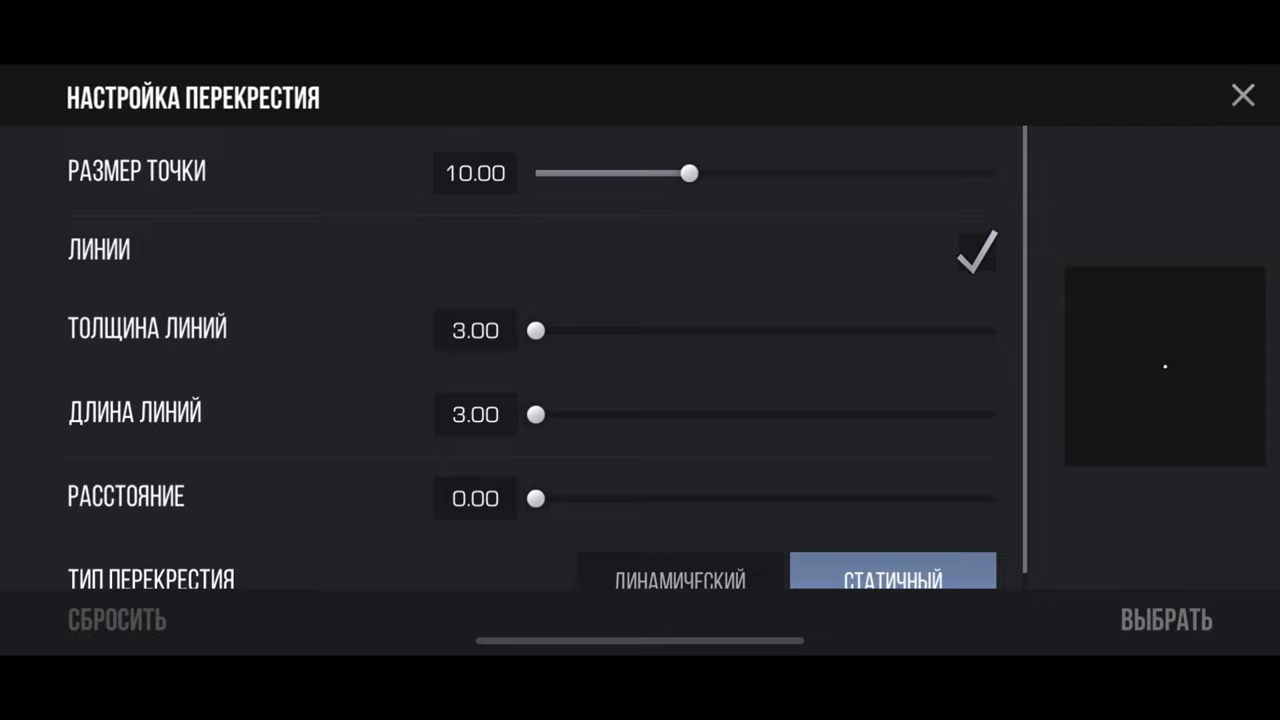 НАСТРОЙКА ПЕРЕКРЕСТИЯ
РАЗМЕР ТОЧКИ 10.00
ЛИНИИ
ТОЛЩИНА ЛИНИЙ 3.00
ДЛИНА ЛИНИЙ 3.00
РАССТОЯНИЕ 0.00
ТИП ПЕРЕКРЕСТИЯ ДИНАМИЧЕСКИЙ СТАТИЧНЫЙ
СБРОСИТЬ ВЫБРАТЬ